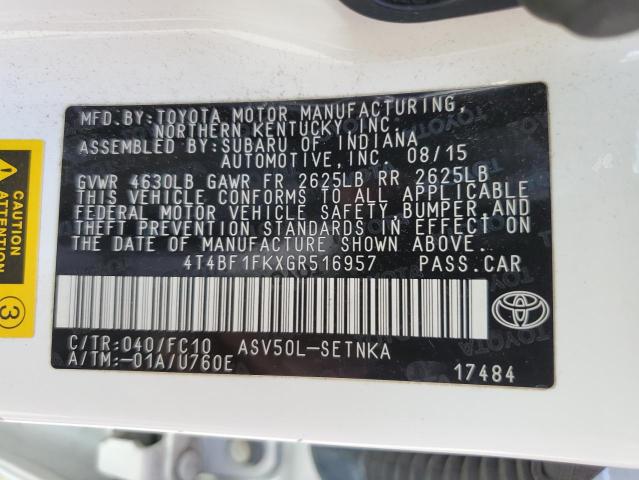 MFD.BY:TOYOTA MOTOR MANUFACTURING,
NORTHERN KENTUCKY,INC.
ASSEMBLED BY:SUBARU OF INDIANA
AUTOMOTIVE,INC. 08/15
GVWR 4630LB GAWR FR 2625LB RR 2625LB
THIS VEHICLE CONFORMS TO ALL APPLICABLE
FEDERAL MOTOR VEHICLE SAFETY,BUMPER,AND
THEFT PREVENTION STANDARDS IN EFFECT ON
THE DATE OF MANUFACTURE SHOWN ABOVE.
4T4BF1FKXGR516957 PASS.CAR
C/TR:040/FC10 ASV50L-SETNKA
A/TM:-01A/U760E
17484
TOYOTA
CAUTION
ATTENTION
3